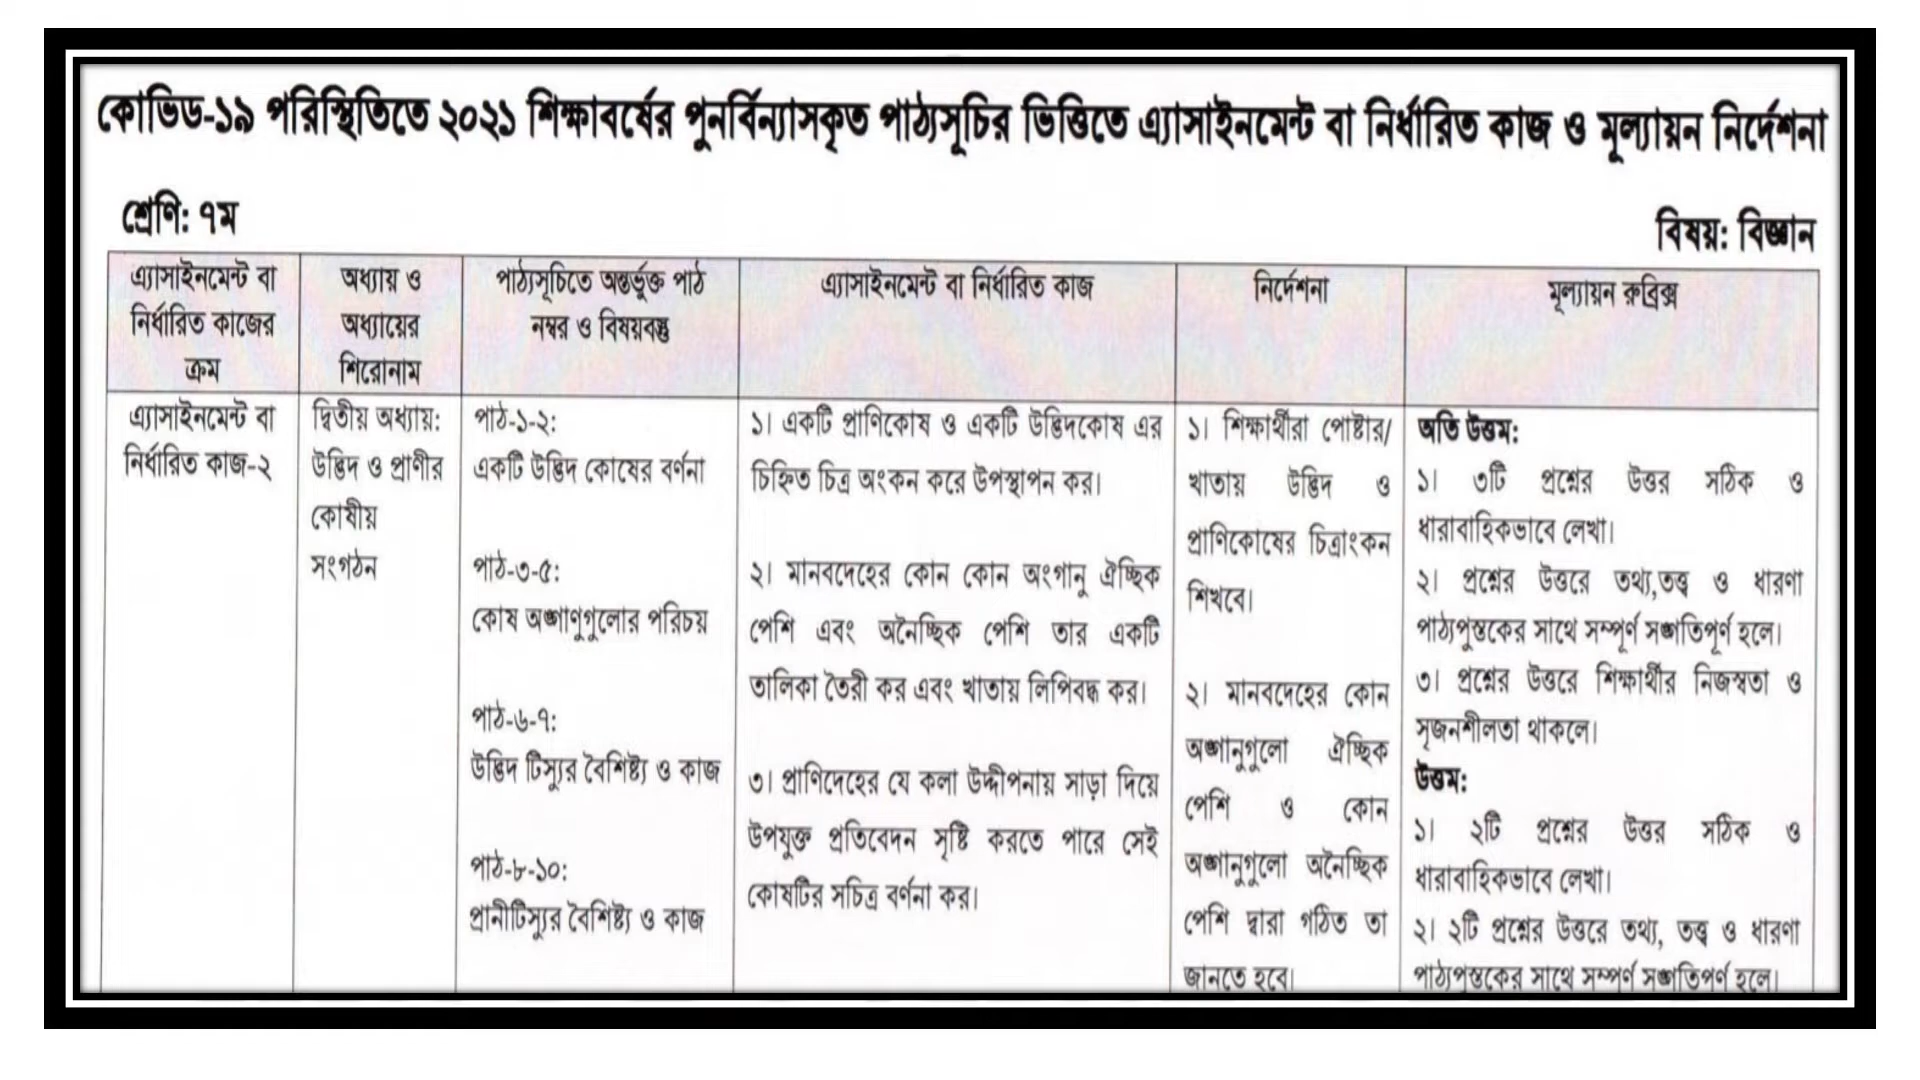 কোভিড-১৯ পরিস্থিতিতে ২০২১ শিক্ষাবর্ষের পুনর্বিন্যাসকৃত পাঠ্যসূচির ভিত্তিতে এ্যাসাইনমেন্ট বা নির্ধারিত কাজ ও মূল্যায়ন নির্দেশনা
শ্রেণি: ৭ম
বিষয়: বিজ্ঞান
এ্যাসাইনমেন্ট বা
নির্ধারিত কাজের
ক্রম
অধ্যায় ও
অধ্যায়ের
শিরোনাম
পাঠ্যসূচিতে অন্তর্ভুক্ত পাঠ
নম্বর ও বিষয়বস্তু
এ্যাসাইনমেন্ট বা নির্ধারিত কাজ
নির্দেশনা
মূল্যায়ন রুব্রিক্স
এ্যাসাইনমেন্ট বা
নির্ধারিত কাজ-২
দ্বিতীয় অধ্যায়:
উদ্ভিদ ও প্রাণীর
কোষীয়
সংগঠন
পাঠ-১-২:
একটি উদ্ভিদ কোষের বর্ণনা
পাঠ-৩-৫:
কোষ অঙ্গাণুগুলোর পরিচয়
পাঠ-৬-৭:
উদ্ভিদ টিস্যুর বৈশিষ্ট্য ও কাজ
পাঠ-৮-১০:
প্রানীটিস্যুর বৈশিষ্ট্য ও কাজ
১। একটি প্রাণিকোষ ও একটি উদ্ভিদকোষ এর
চিহ্নিত চিত্র অংকন করে উপস্থাপন কর।
২। মানবদেহের কোন কোন অংগানু ঐচ্ছিক
পেশি এবং অনৈচ্ছিক পেশি তার একটি
তালিকা তৈরী কর এবং খাতায় লিপিবদ্ধ কর।
৩। প্রাণিদেহের যে কলা উদ্দীপনায় সাড়া দিয়ে
উপযুক্ত প্রতিবেদন সৃষ্টি করতে পারে সেই
কোষটির সচিত্র বর্ণনা কর।
১। শিক্ষার্থীরা পোষ্টার/
খাতায় উদ্ভিদ ও
প্রাণিকোষের চিত্রাংকন
শিখবে।
২। মানবদেহের কোন
অঙ্গানুগুলো ঐচ্ছিক
পেশি ও কোন
অঙ্গানুগুলো অনৈচ্ছিক
পেশি দ্বারা গঠিত তা
জানতে হবে।
অতি উত্তম:
১। ৩টি প্রশ্নের উত্তর সঠিক ও
ধারাবাহিকভাবে লেখা।
২। প্রশ্নের উত্তরে তথ্য,তত্ত্ব ও ধারণা
পাঠ্যপুস্তকের সাথে সম্পূর্ণ সঙ্গতিপূর্ণ হলে।
৩। প্রশ্নের উত্তরে শিক্ষার্থীর নিজস্বতা ও
সৃজনশীলতা থাকলে।
উত্তম:
১। ২টি প্রশ্নের উত্তর সঠিক ও
ধারাবাহিকভাবে লেখা।
২। ২টি প্রশ্নের উত্তরে তথ্য, তত্ত্ব ও ধারণা
পাঠ্যপুস্তকের সাথে সম্পূর্ণ সঙ্গতিপূর্ণ হলে।